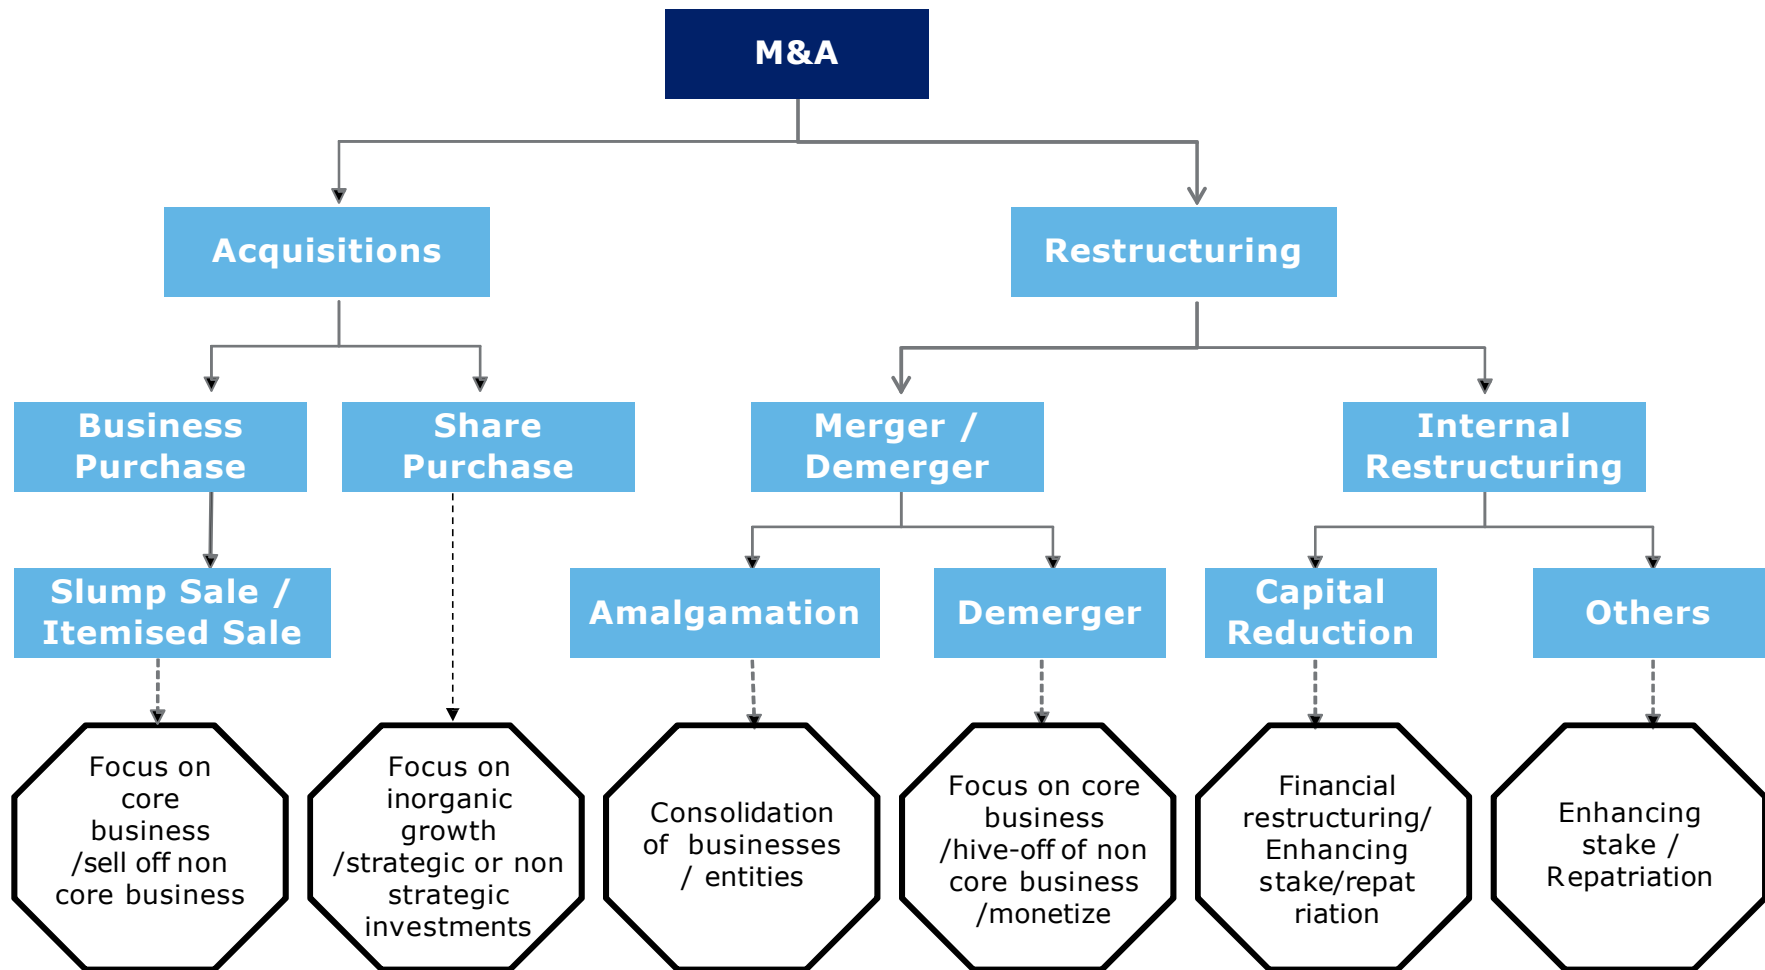 M&A
Acquisitions
Restructuring
Business
Purchase
Share
Purchase
Merger /
Demerger
Internal
Restructuring
Slump Sale /
Itemised Sale
Amalgamation
Demerger
Capital
Reduction
Others
Focus on
core
business
/sell off non
core business
Focus on
inorganic
growth
/strategic or non
strategic
investments
Consolidation
of businesses
/ entities
Focus on core
business
/hive-off of non
core business
/monetize
Financial
restructuring/
Enhancing
stake/repat
riation
Enhancing
stake /
Repatriation